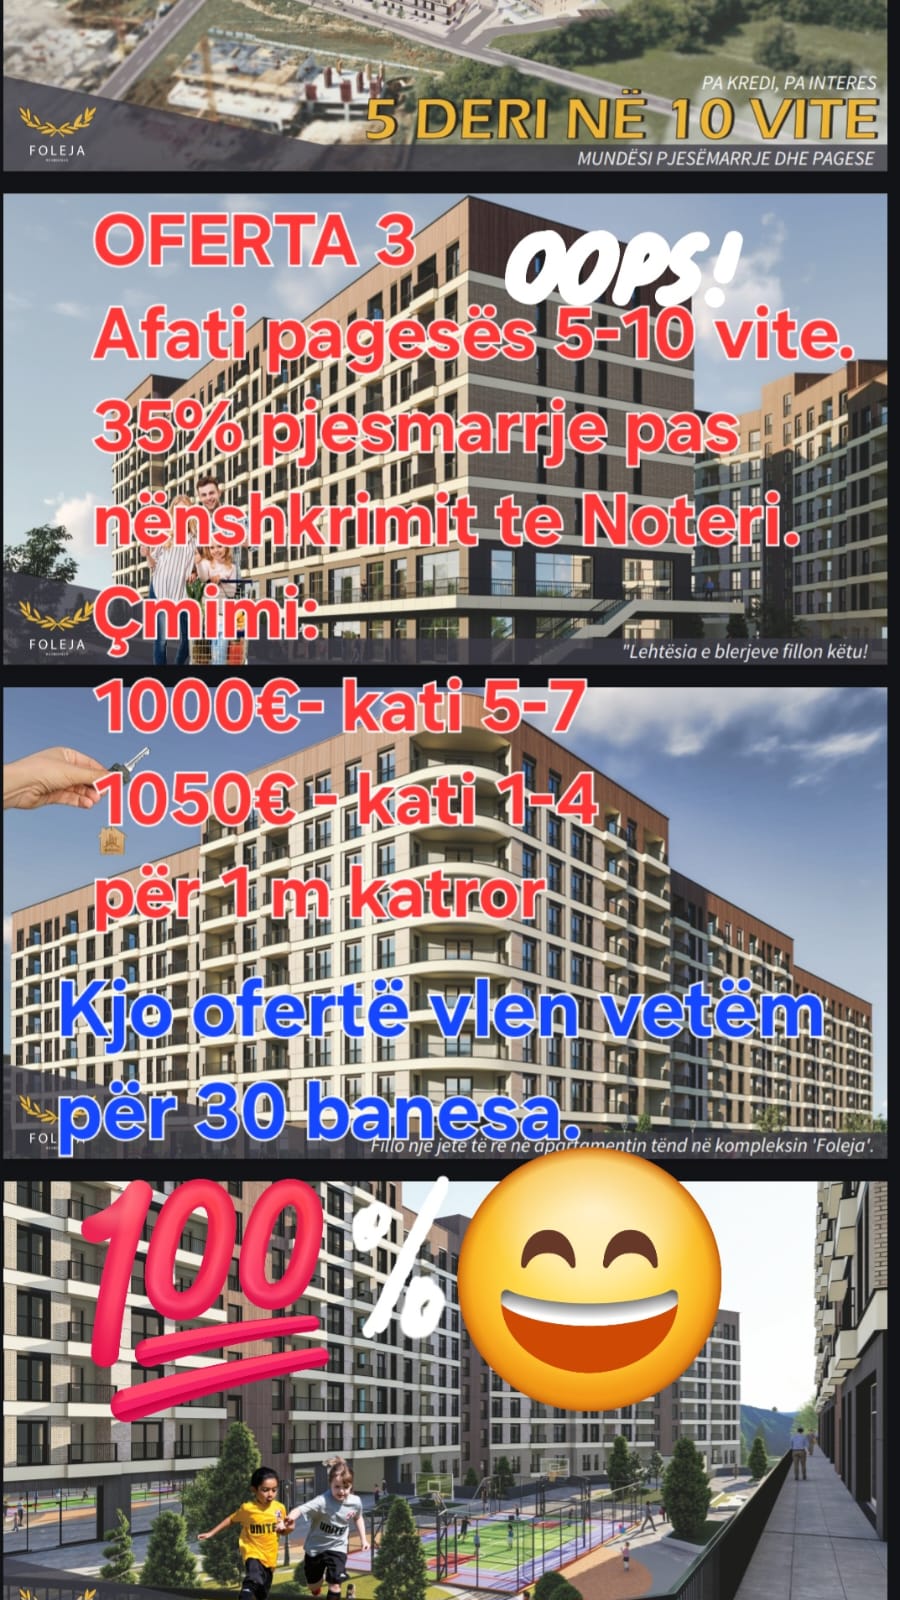 PA KREDI, PA INTERES
5 DERI NË 10 VITE
MUNDËSI PJESËMARRJE DHE PAGESE
FOLEJA
OFERTA 3
OOPS!
Afati pagesës 5-10 vite.
35% pjesmarrje pas
nënshkrimit te Noteri.
Çmimi:
FOLEJA
"Lehtësia e blerjeve fillon këtu!
1000€- kati 5-7
1050€ - kati 1-4
për 1 m katror
Kjo ofertë vlen vetëm
për 30 banesa.
FOL
Fillo një jetë të re në apartamentin tënd në kompleksin 'Foleja'.
100 %
UNITE
UNITE